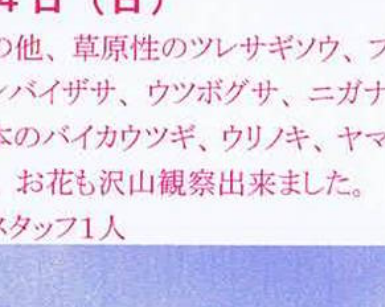 4日（日）
の他、草原性のツレサギソウ、フ
バイザサ、ウツボグサ、ニガナ
本のバイカウツギ、ウリノキ、ヤマ
お花も沢山観察出来ました。
スタッフ1人